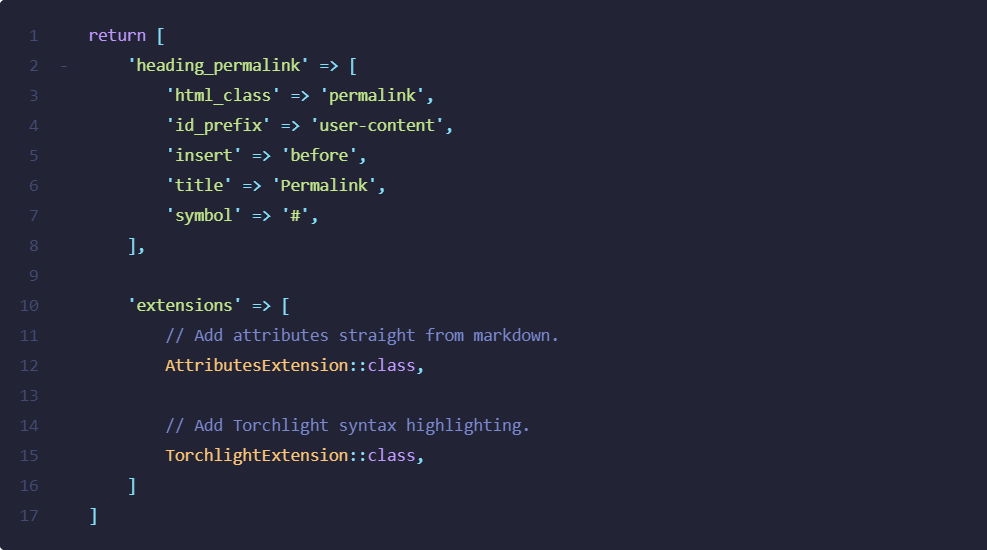 1 return [
2 - 'heading_permalink' => [
3 'html_class' => 'permalink',
4 'id_prefix' => 'user-content',
5 'insert' => 'before',
6 'title' => 'Permalink',
7 'symbol' => '#',
8 ],
9
10 'extensions' => [
11 // Add attributes straight from markdown.
12 AttributesExtension::class,
13
14 // Add Torchlight syntax highlighting.
15 TorchlightExtension::class,
16 ]
17 ]